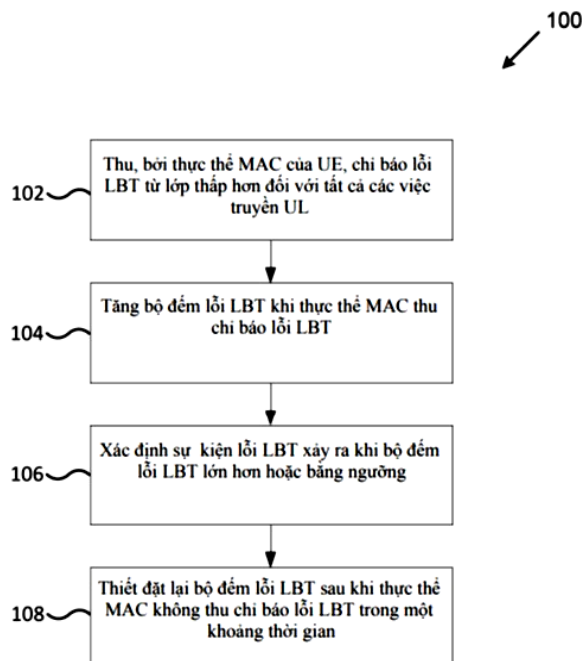 100
102
Thu, bởi thực thể MAC của UE, chỉ báo lỗi
LBT từ lớp thấp hơn đối với tất cả các việc
truyền UL
104
Tăng bộ đếm lỗi LBT khi thực thể MAC thu
chỉ báo lỗi LBT
106
Xác định sự kiện lỗi LBT xảy ra khi bộ đếm
lỗi LBT lớn hơn hoặc bằng ngưỡng
108
Thiết đặt lại bộ đếm lỗi LBT sau khi thực thể
MAC không thu chỉ báo lỗi LBT trong một
khoảng thời gian